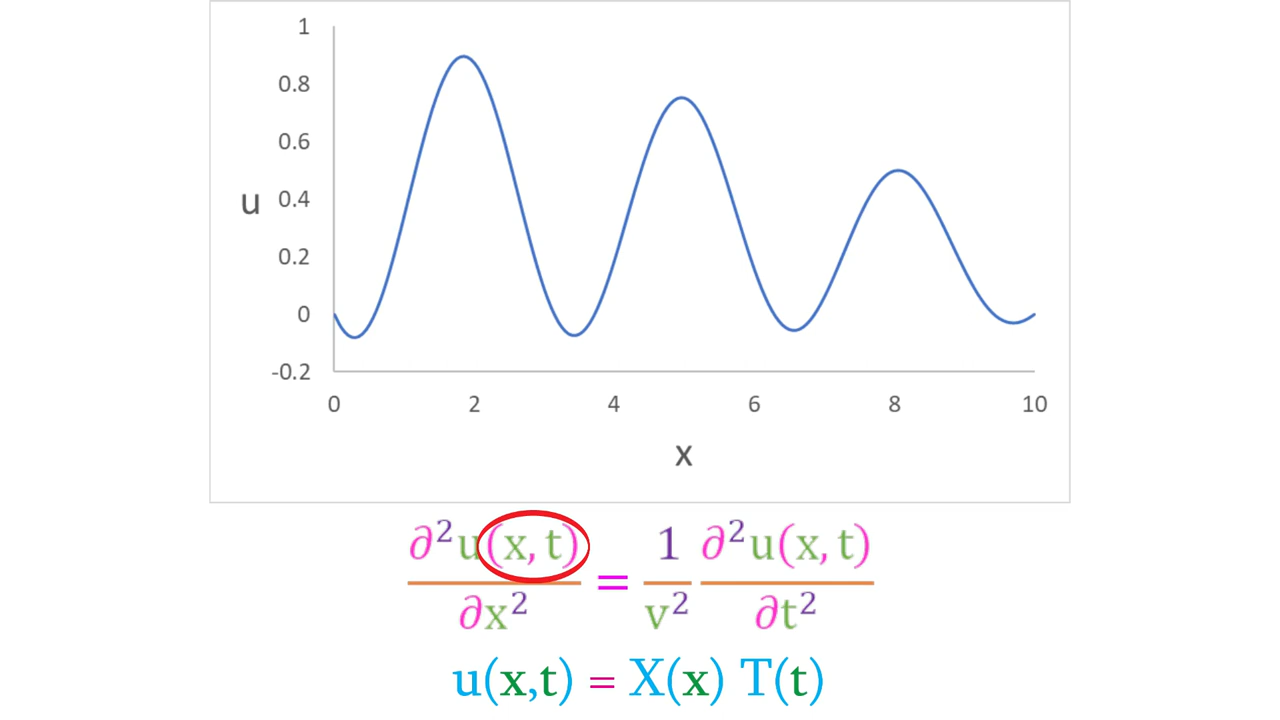 1
0.8
0.6
u 0.4
0.2
0
-0.2
0 2 4 6 8 10
x
∂²u(x,t)/∂x² = 1/v² ∂²u(x,t)/∂t²
u(x,t) = X(x) T(t)